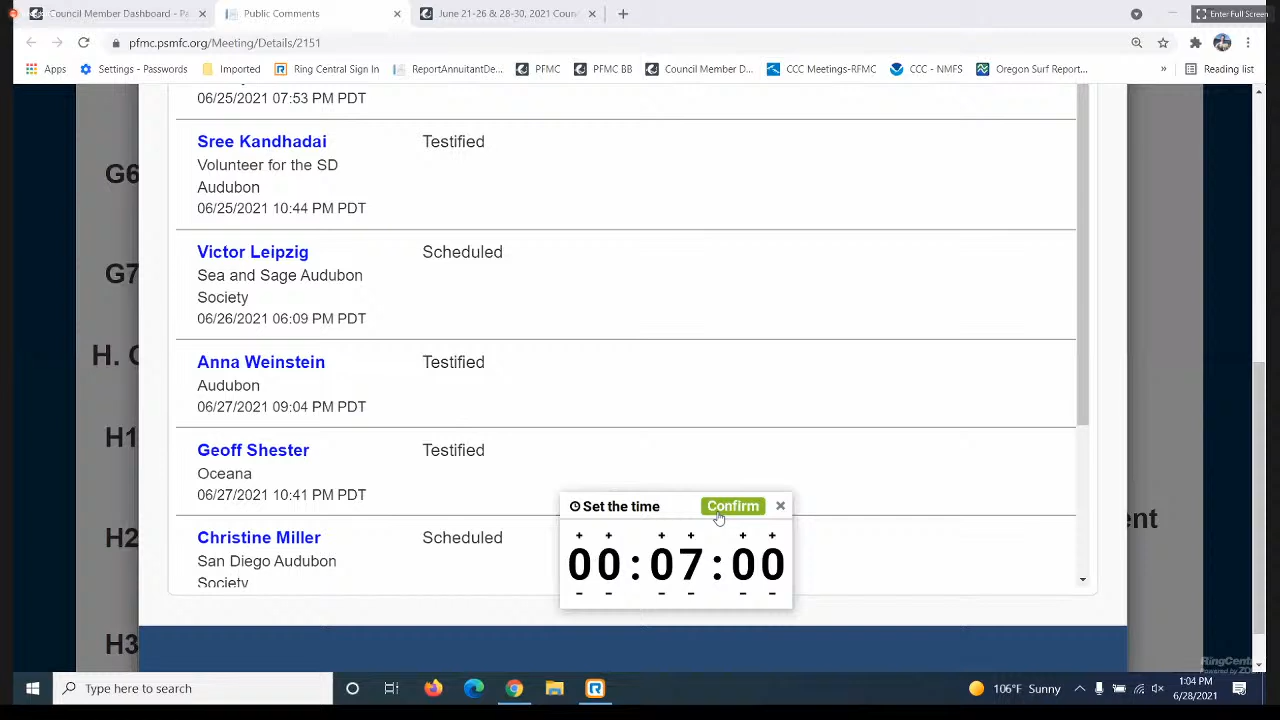 Council Member Dashboard - Pa
Public Comments
June 21-26 & 28-30, 2021 Coun
Enter Full Screen
pfmc.psmfc.org/Meeting/Details/2151
Apps
Settings - Passwords
Imported
Ring Central Sign In
ReportAnnuntantDe...
PFMC
PFMC BB
Council Member D...
CCC Meetings-RFMC
CCC - NMFS
Oregon Surf Report...
»
Reading list
06/25/2021 07:53 PM PDT
G6
Sree Kandhadai
Testified
Volunteer for the SD
Audubon
06/25/2021 10:44 PM PDT
G7
Victor Leipzig
Scheduled
Sea and Sage Audubon
Society
06/26/2021 06:09 PM PDT
H. C
Anna Weinstein
Testified
Audubon
06/27/2021 09:04 PM PDT
H1
Geoff Shester
Testified
Oceana
06/27/2021 10:41 PM PDT
H2
Christine Miller
Scheduled
San Diego Audubon
Society
ent
H3
Set the time
Confirm
×
+ + + + + +
00:07:00
- - - - - -
RingCent
Powered by
Type here to search
106°F Sunny
1:04 PM
6/28/2021